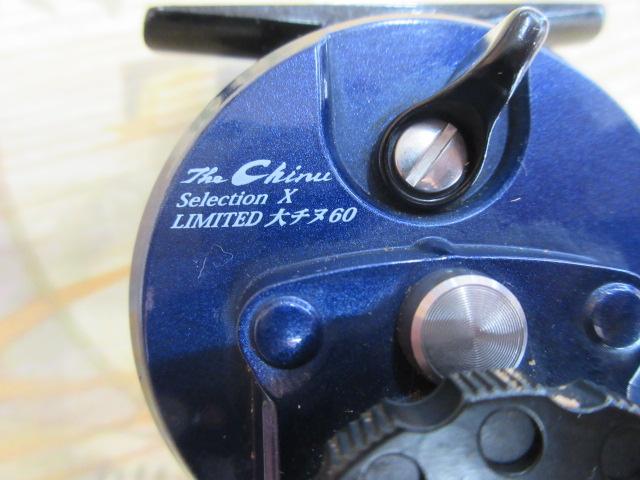 The Chinu
Selection X
LIMITED 大チヌ60